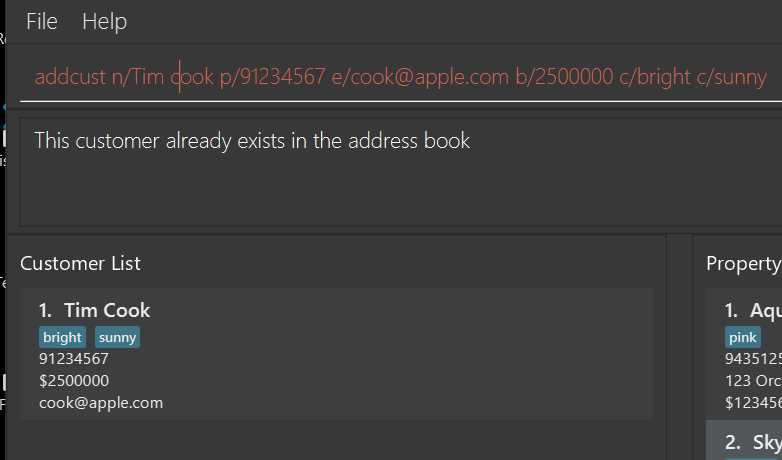 File Help
addcust n/Tim cook p/91234567 e/cook@apple.com b/2500000 c/bright c/sunny
This customer already exists in the address book
Customer List
1. Tim Cook
bright sunny
91234567
$2500000
cook@apple.com
Property
1. Aqu
pink
9435125
123 Orc
$123456
2. Sky